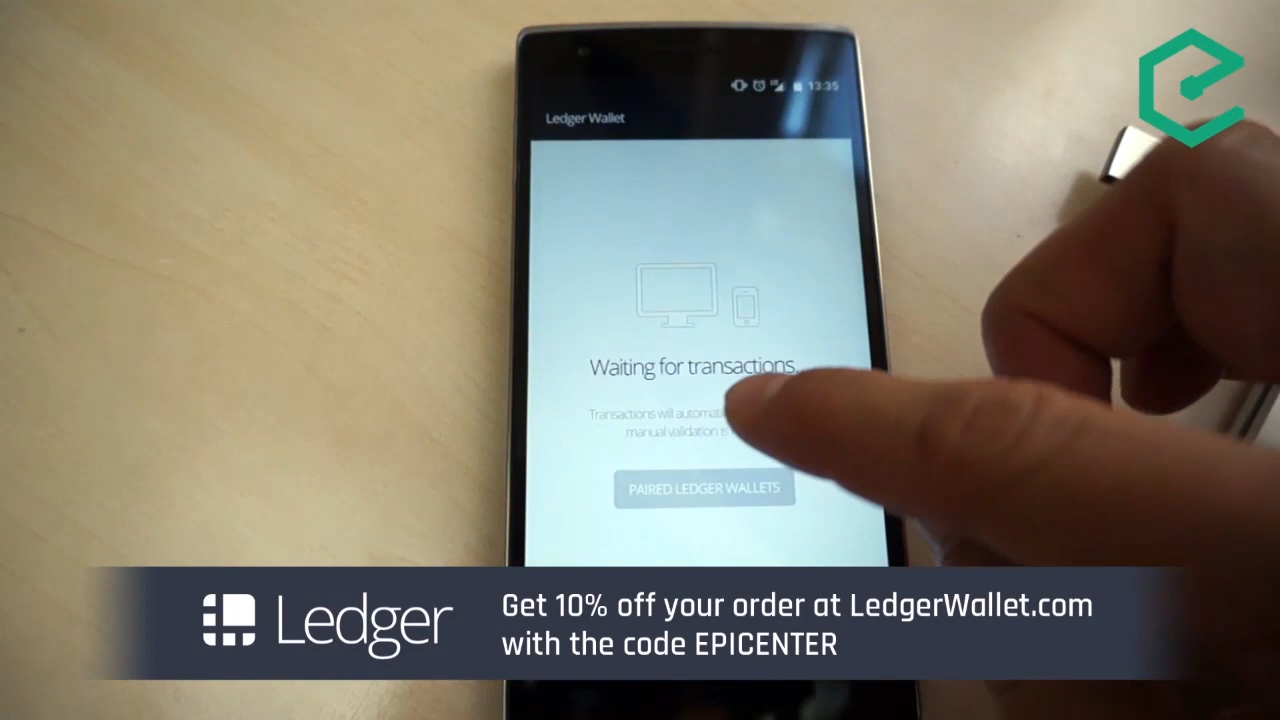 13:35
Ledger Wallet
Waiting for transactions
Transactions will
manual validation is
PAIRED LEDGER WALLETS
Ledger
Get 10% off your order at LedgerWallet.com
with the code EPICENTER